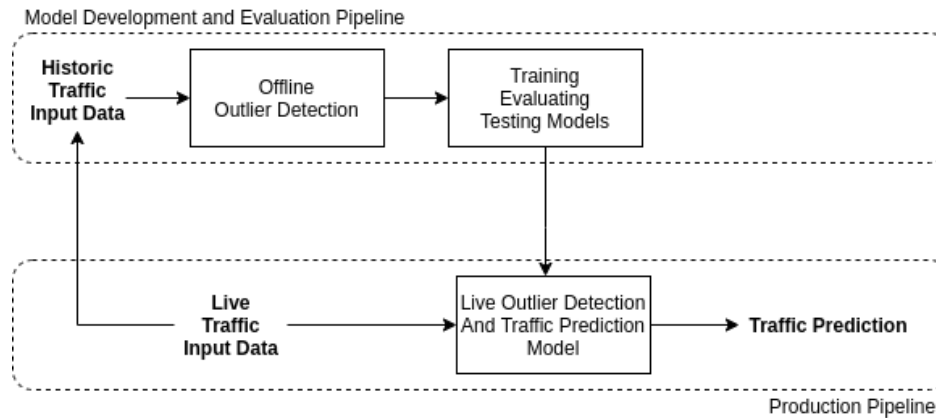 Model Development and Evaluation Pipeline
Historic
Traffic
Input Data
Offline
Outlier Detection
Training
Evaluating
Testing Models
Live
Traffic
Input Data
Live Outlier Detection
And Traffic Prediction
Model
Traffic Prediction
Production Pipeline